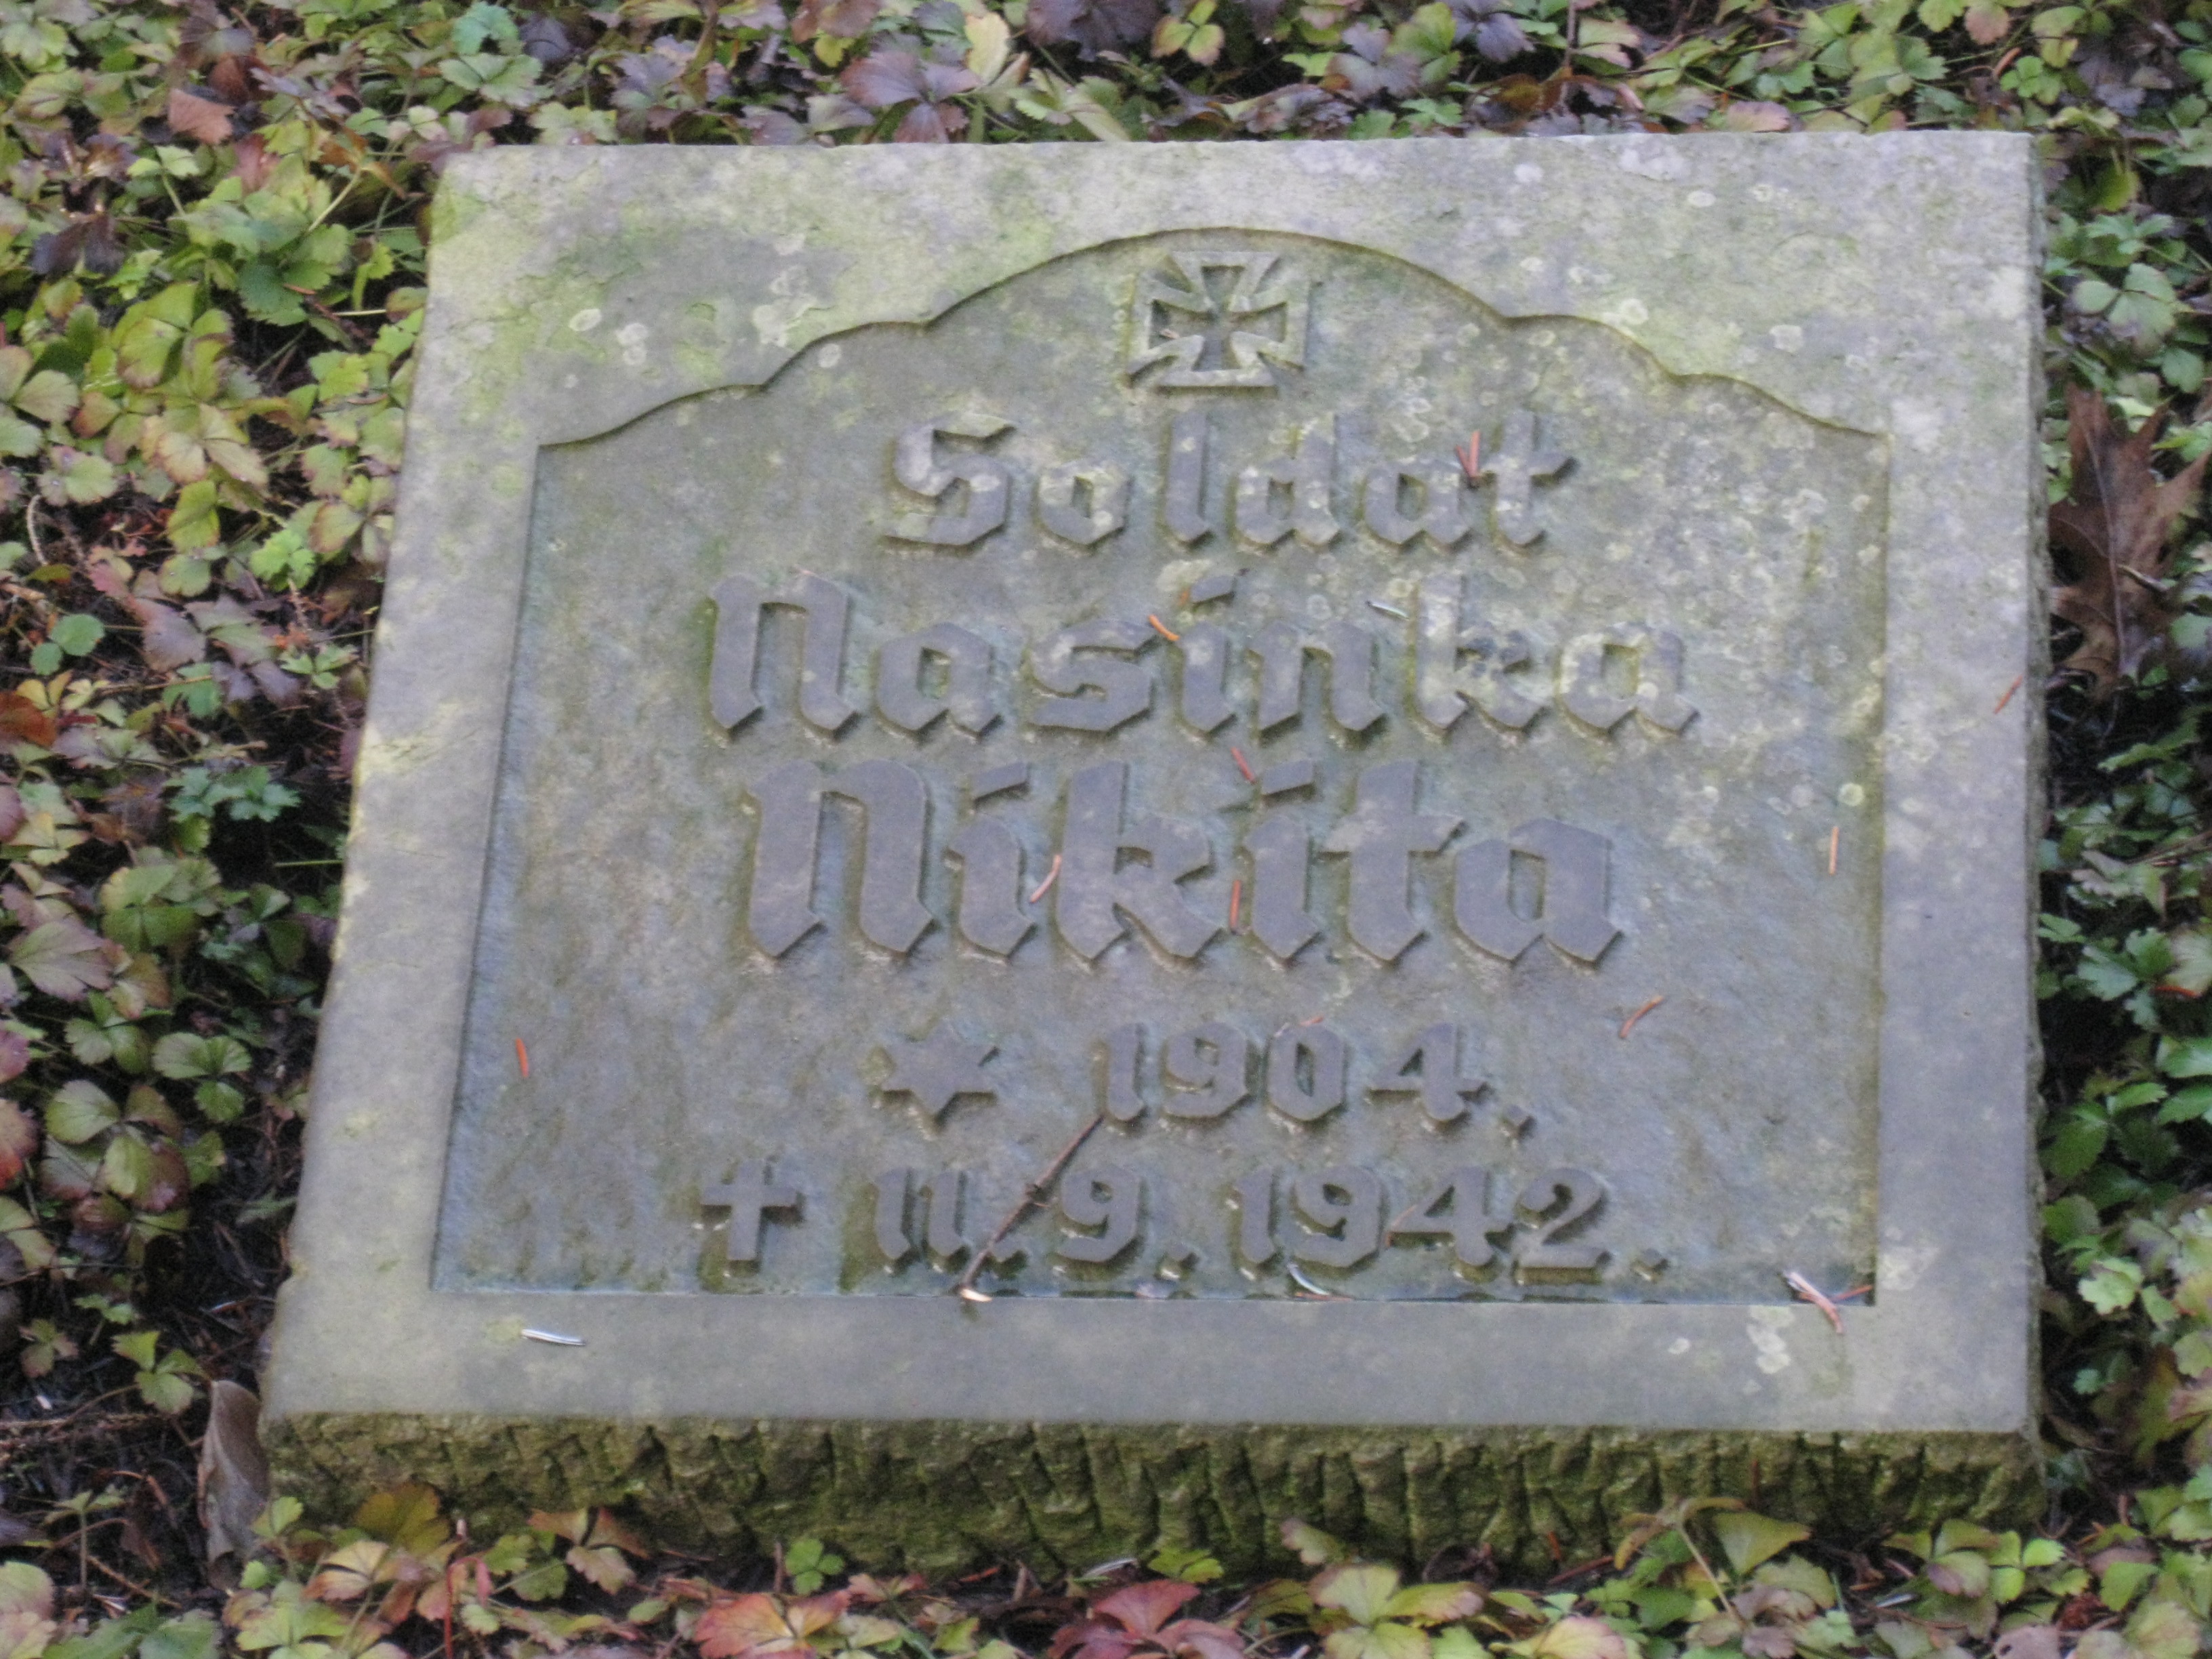 Soldat
Nasinka
Nikita
* 1904.
† 11.9.1942.